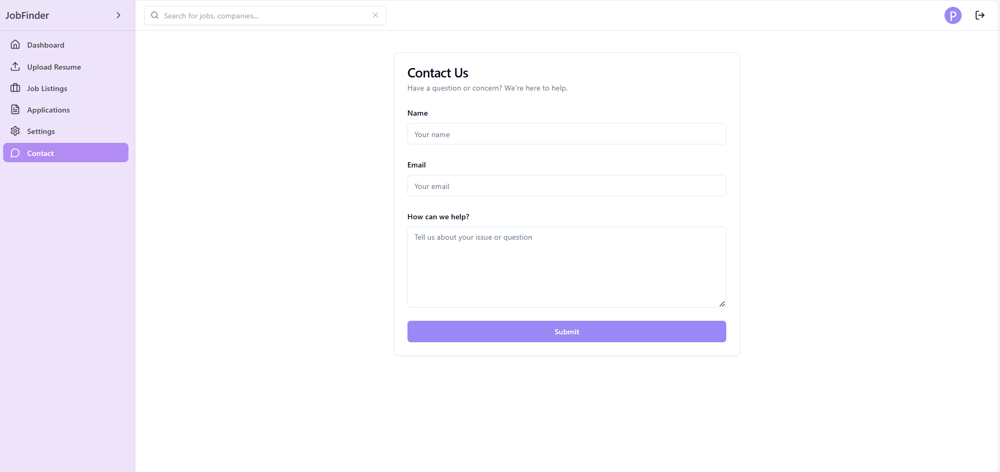 JobFinder
Search for jobs, companies...
P
Dashboard
Upload Resume
Job Listings
Applications
Settings
Contact
Contact Us
Have a question or concern? We're here to help.
Name
Your name
Email
Your email
How can we help?
Tell us about your issue or question
Submit